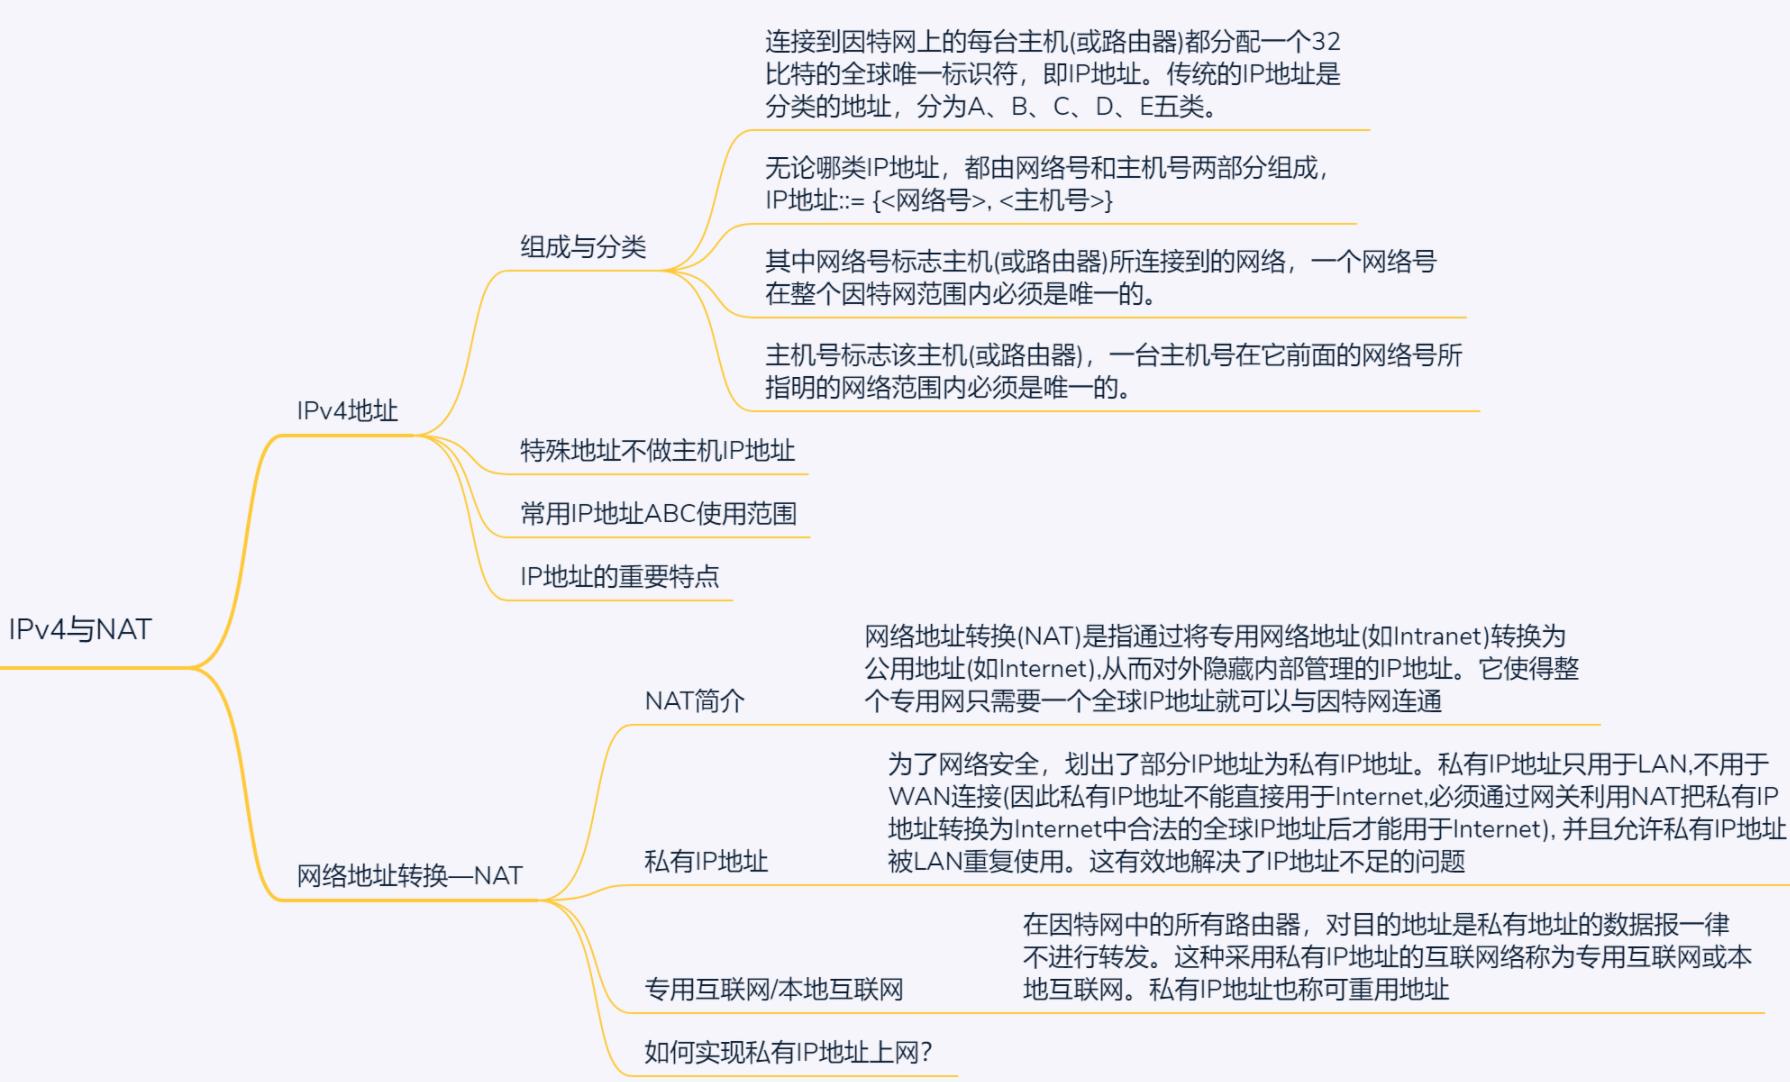 连接到因特网上的每台主机(或路由器)都分配一个32
比特的全球唯一标识符，即IP地址。传统的IP地址是
分类的地址，分为A、B、C、D、E五类。
无论哪类IP地址，都由网络号和主机号两部分组成，
IP地址::= {<网络号>, <主机号>}
组成与分类
其中网络号标志主机(或路由器)所连接到的网络，一个网络号
在整个因特网范围内必须是唯一的。
主机号标志该主机(或路由器)，一台主机号在它前面的网络号所
指明的网络范围内必须是唯一的。
IPv4地址
特殊地址不做主机IP地址
常用IP地址ABC使用范围
IP地址的重要特点
IPv4与NAT
网络地址转换(NAT)是指通过将专用网络地址(如Intranet)转换为
公用地址(如Internet),从而对外隐藏内部管理的IP地址。它使得整
个专用网只需要一个全球IP地址就可以与因特网连通
NAT简介
为了网络安全，划出了部分IP地址为私有IP地址。私有IP地址只用于LAN,不用于
WAN连接(因此私有IP地址不能直接用于Internet,必须通过网关利用NAT把私有IP
地址转换为Internet中合法的全球IP地址后才能用于Internet), 并且允许私有IP地址
被LAN重复使用。这有效地解决了IP地址不足的问题
私有IP地址
网络地址转换—NAT
在因特网中的所有路由器，对目的地址是私有地址的数据报一律
不进行转发。这种采用私有IP地址的互联网络称为专用互联网或本
地互联网。私有IP地址也称可重用地址
专用互联网/本地互联网
如何实现私有IP地址上网?